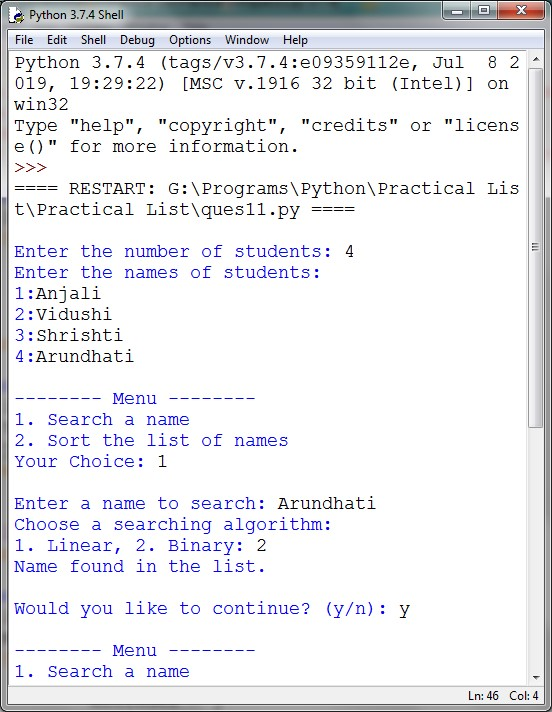 Python 3.7.4 Shell
File Edit Shell Debug Options Window Help
Python 3.7.4 (tags/v3.7.4:e09359112e, Jul  8 2
019, 19:29:22) [MSC v.1916 32 bit (Intel)] on
win32
Type "help", "copyright", "credits" or "licens
e()" for more information.
>>>
==== RESTART: G:\Programs\Python\Practical Lis
t\Practical List\ques11.py ====
Enter the number of students: 4
Enter the names of students:
1:Anjali
2:Vidushi
3:Shrishti
4:Arundhati
-------- Menu --------
1. Search a name
2. Sort the list of names
Your Choice: 1
Enter a name to search: Arundhati
Choose a searching algorithm:
1. Linear, 2. Binary: 2
Name found in the list.
Would you like to continue? (y/n): y
-------- Menu --------
1. Search a name
Ln: 46 Col: 4